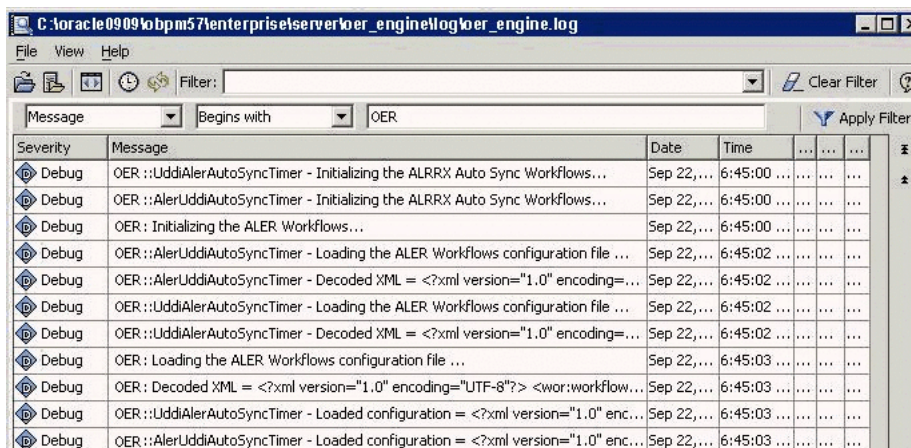 C:\oracle0909\obpm57\enterprise\server\oer_engine\log\oer_engine.log
File View Help
Filter: Clear Filter
Message Begins with OER Apply Filter
Severity Message Date Time ... ... ...
Debug OER ::UddiAlerAutoSyncTimer - Initializing the ALRRX Auto Sync Workflows... Sep 22,... 6:45:00 ... ... ... ...
Debug OER ::AlerUddiAutoSyncTimer - Initializing the ALRRX Auto Sync Workflows... Sep 22,... 6:45:00 ... ... ... ...
Debug OER : Initializing the ALER Workflows... Sep 22,... 6:45:00 ... ... ... ...
Debug OER ::AlerUddiAutoSyncTimer - Loading the ALER Workflows configuration file ... Sep 22,... 6:45:02 ... ... ... ...
Debug OER ::AlerUddiAutoSyncTimer - Decoded XML = <?xml version="1.0" encoding=... Sep 22,... 6:45:02 ... ... ... ...
Debug OER ::UddiAlerAutoSyncTimer - Loading the ALER Workflows configuration file ... Sep 22,... 6:45:02 ... ... ... ...
Debug OER ::UddiAlerAutoSyncTimer - Decoded XML = <?xml version="1.0" encoding=... Sep 22,... 6:45:02 ... ... ... ...
Debug OER : Loading the ALER Workflows configuration file ... Sep 22,... 6:45:03 ... ... ... ...
Debug OER : Decoded XML = <?xml version="1.0" encoding="UTF-8"?> <wor:workflow... Sep 22,... 6:45:03 ... ... ... ...
Debug OER ::UddiAlerAutoSyncTimer - Loaded configuration = <?xml version="1.0" enc... Sep 22,... 6:45:03 ... ... ... ...
Debug OER ::AlerUddiAutoSyncTimer - Loaded configuration = <?xml version="1.0" enc... Sep 22,... 6:45:03 ... ... ... ...